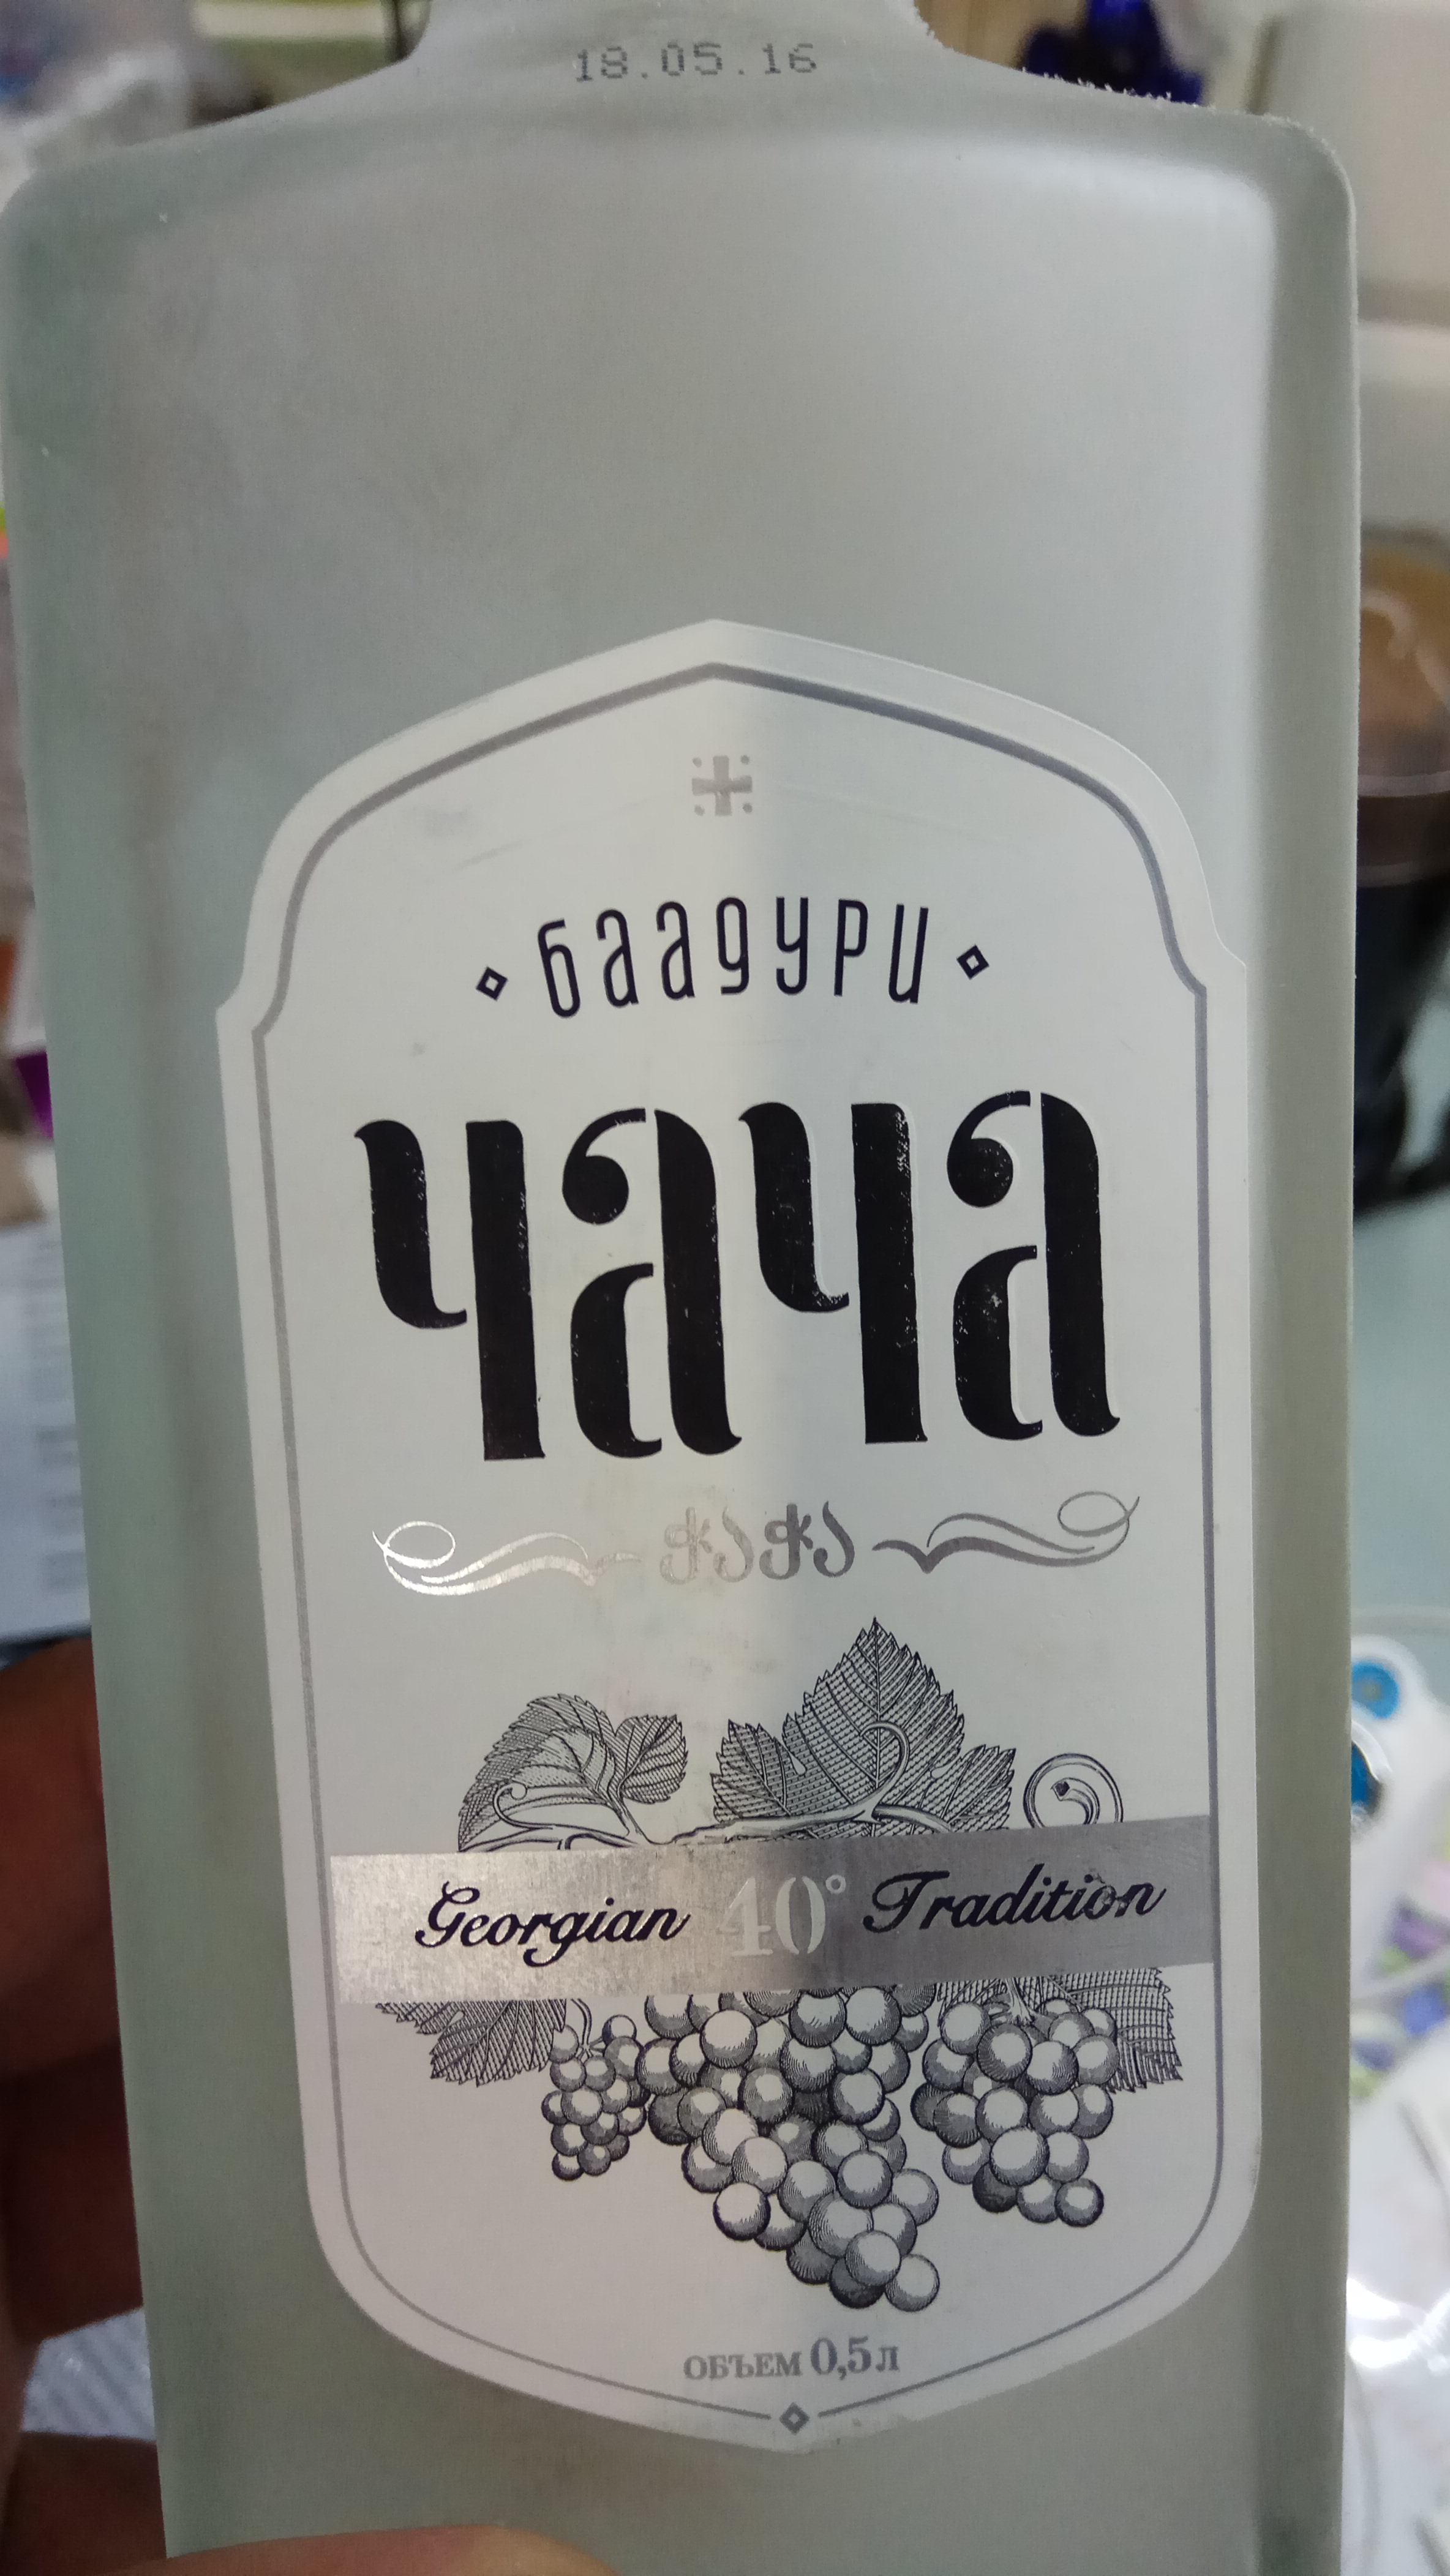 18.05.16
БААДУРИ
ЧАЧА
ჭაჭა
Georgian 40° Tradition
ОБЪЕМ 0,5 л